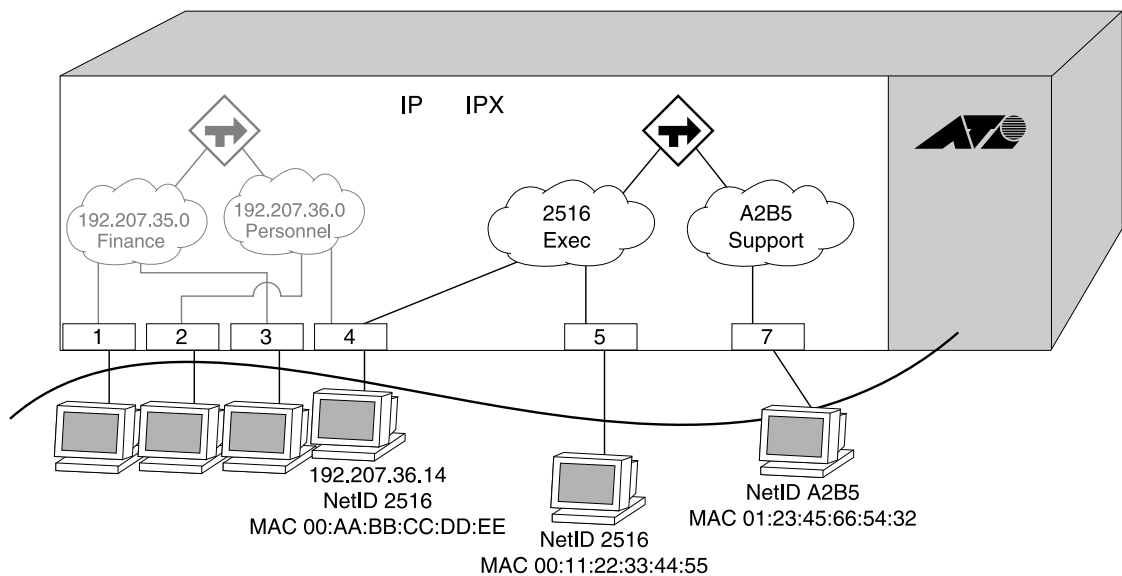 IP IPX
192.207.35.0
Finance
192.207.36.0
Personnel
2516
Exec
A2B5
Support
1
2
3
4
5
7
192.207.36.14
NetID 2516
MAC 00:AA:BB:CC:DD:EE
NetID 2516
MAC 00:11:22:33:44:55
NetID A2B5
MAC 01:23:45:66:54:32